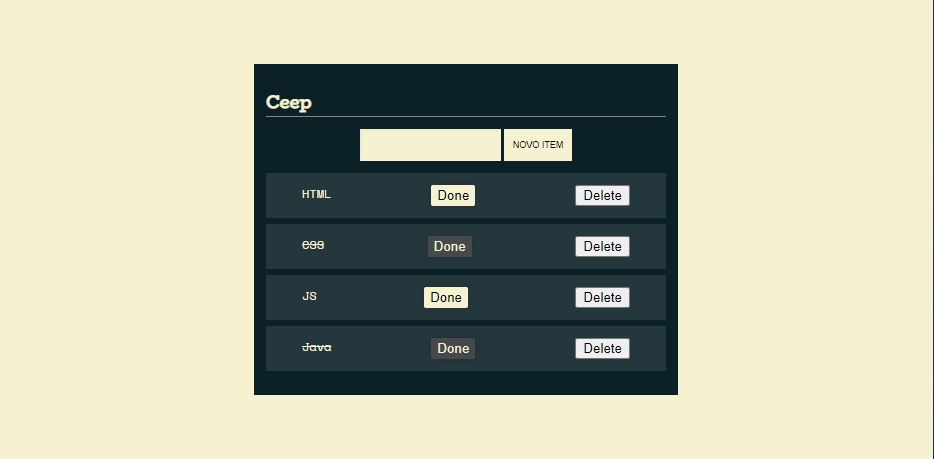 Ceep
NOVO ITEM
HTML Done Delete
CSS Done Delete
JS Done Delete
Java Done Delete